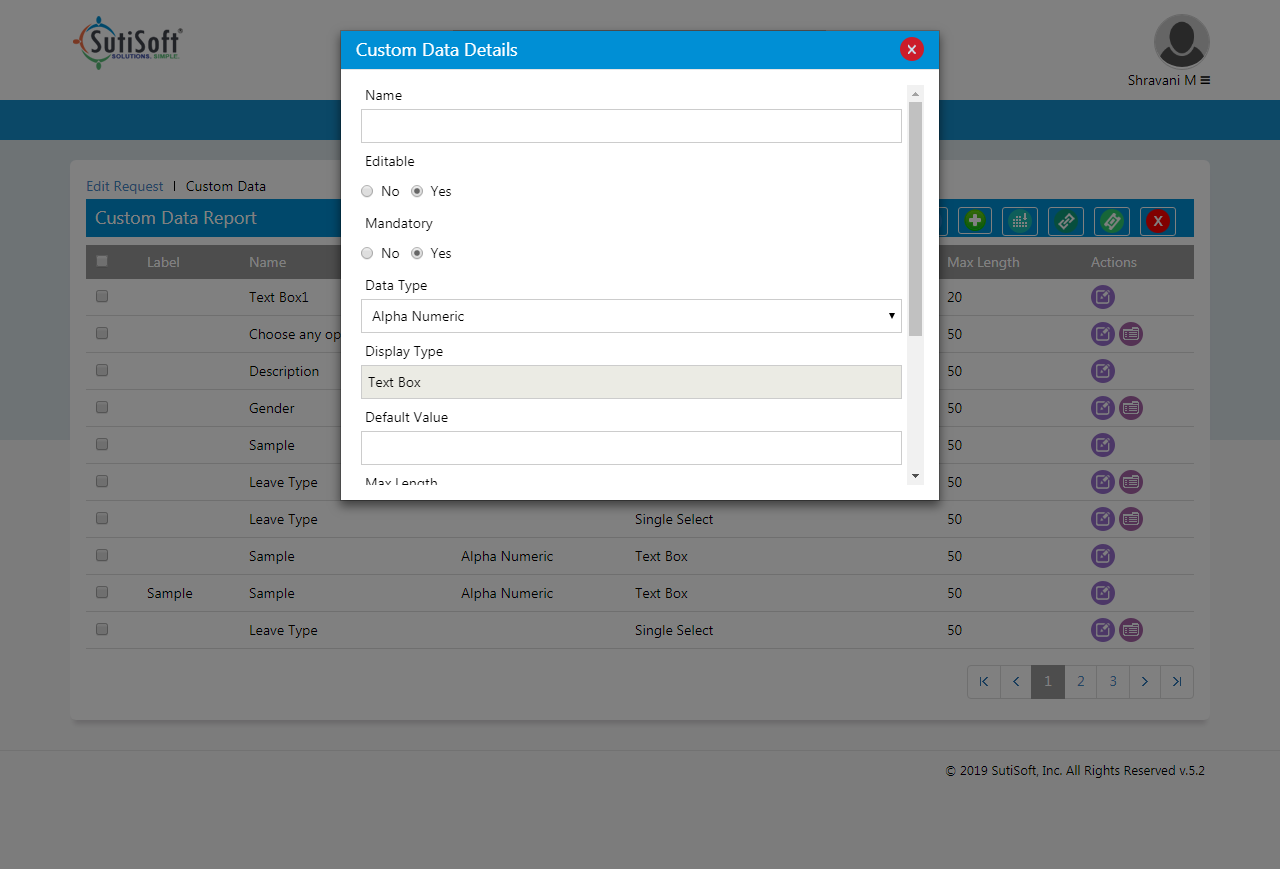 SutiSoft
SOLUTIONS. SIMPLE.
Shravani M
Custom Data Details
X
Name
Editable
No Yes
Mandatory
No Yes
Data Type
Alpha Numeric
Display Type
Text Box
Default Value
Max Length
Edit Request | Custom Data
Custom Data Report
X
Label Name Max Length Actions
Text Box1 20
Choose any op 50
Description 50
Gender 50
Sample 50
Leave Type 50
Leave Type Single Select 50
Sample Alpha Numeric Text Box 50
Sample Sample Alpha Numeric Text Box 50
Leave Type Single Select 50
1 2 3
© 2019 SutiSoft, Inc. All Rights Reserved v.5.2